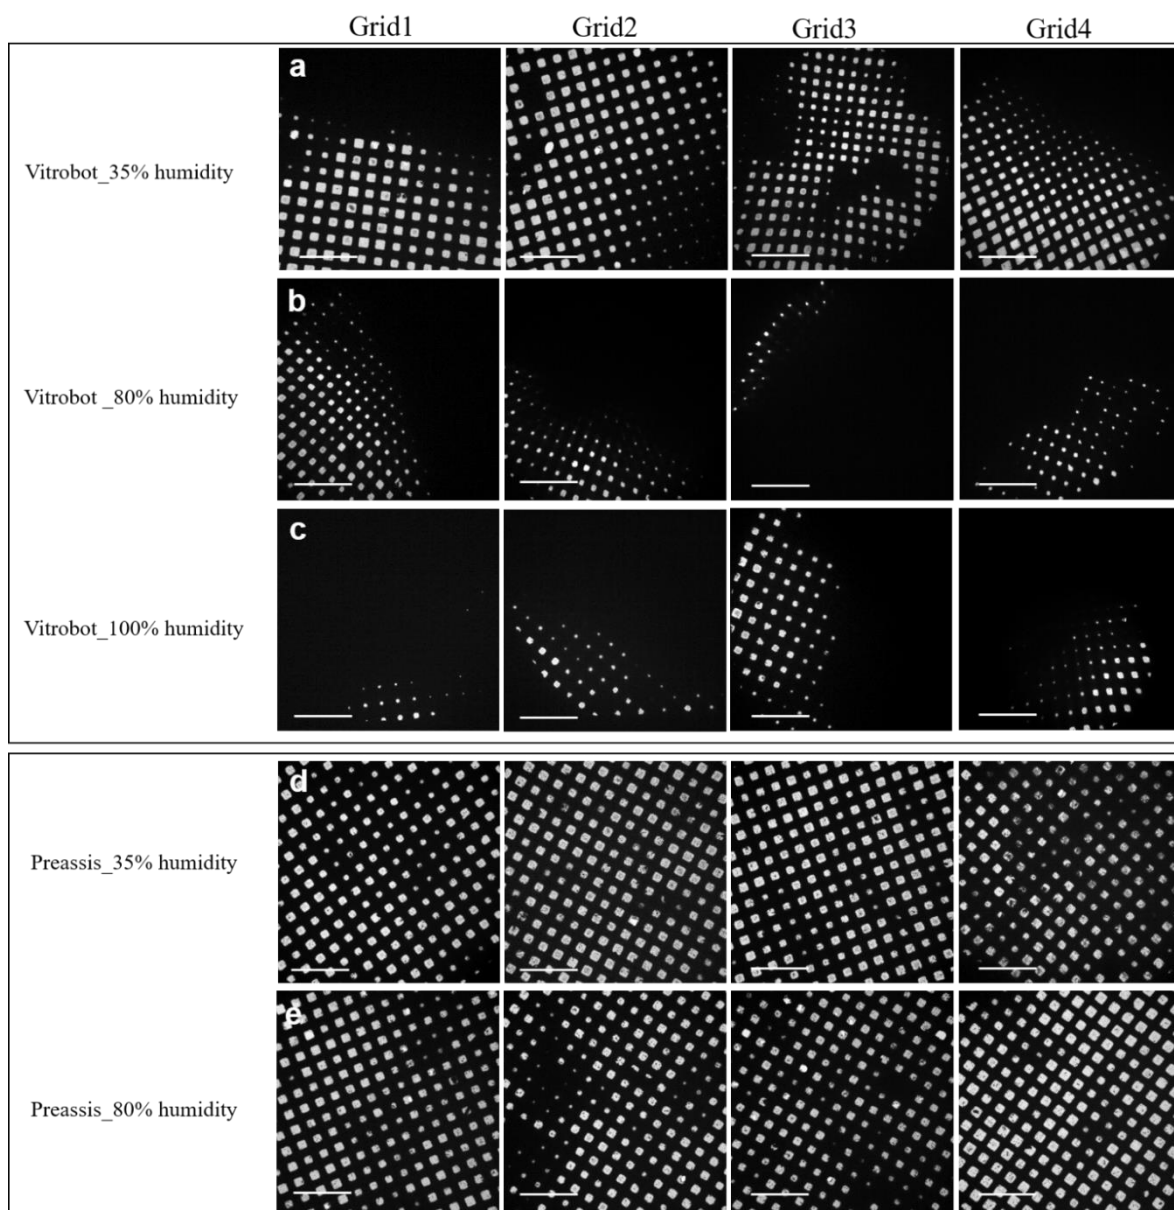 Grid1 Grid2 Grid3 Grid4
a
Vitrobot_35% humidity
b
Vitrobot _80% humidity
c
Vitrobot_100% humidity
d
Preassis_35% humidity
e
Preassis_80% humidity